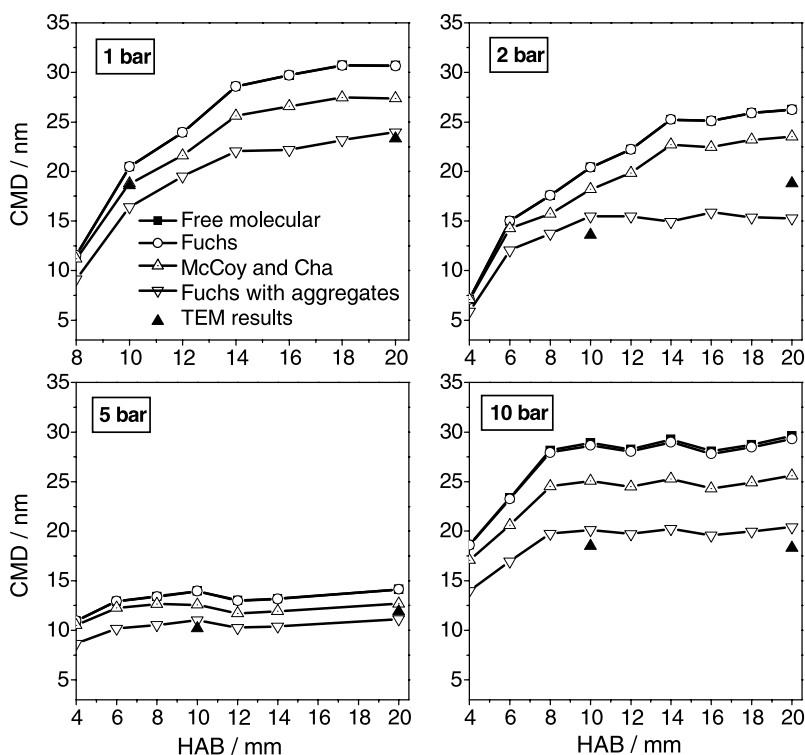 35
30
25
20
15
10
5
CMD / nm
1 bar
Free molecular
Fuchs
McCoy and Cha
Fuchs with aggregates
TEM results
8 10 12 14 16 18 20
35
30
25
20
15
10
5
2 bar
4 6 8 10 12 14 16 18 20
35
30
25
20
15
10
5
CMD / nm
5 bar
4 6 8 10 12 14 16 18 20
HAB / mm
35
30
25
20
15
10
5
10 bar
4 6 8 10 12 14 16 18 20
HAB / mm